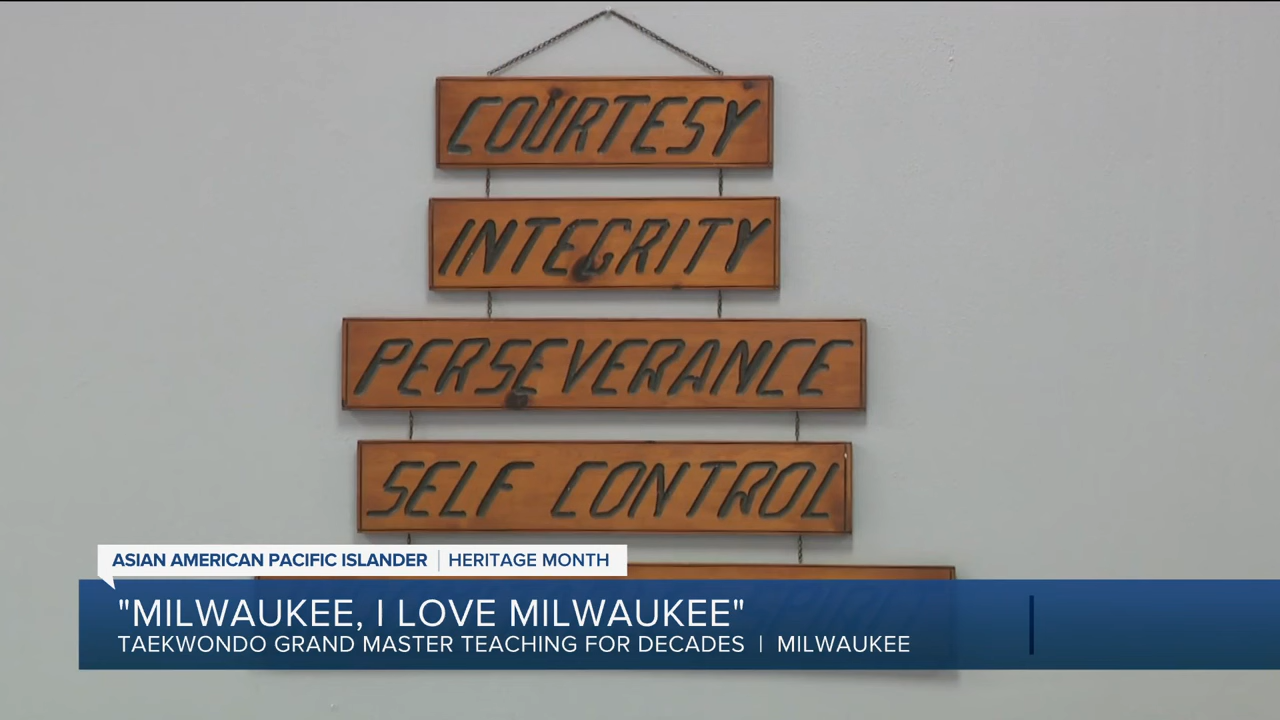 COURTESY
INTEGRITY
PERSEVERANCE
SELF CONTROL
ASIAN AMERICAN PACIFIC ISLANDER | HERITAGE MONTH
"MILWAUKEE, I LOVE MILWAUKEE"
TAEKWONDO GRAND MASTER TEACHING FOR DECADES | MILWAUKEE